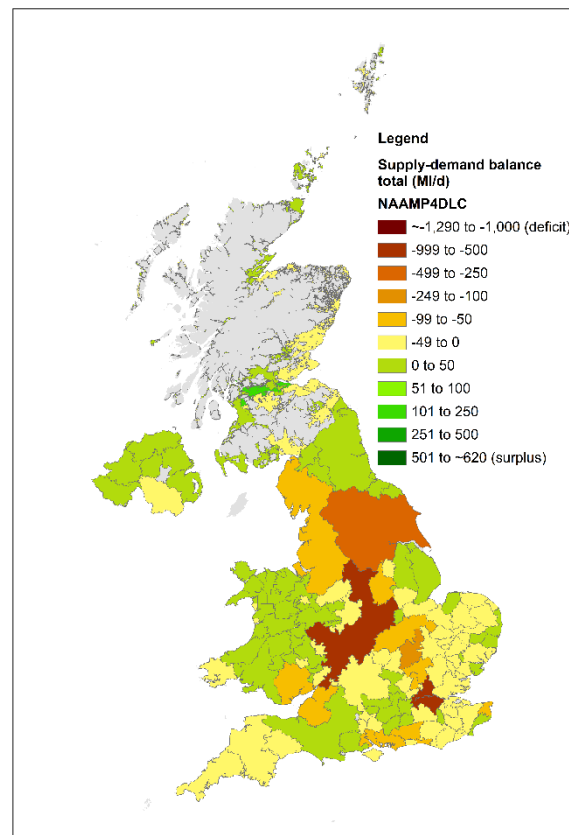 Legend
Supply-demand balance
total (Ml/d)
NAAMP4DLC
~-1,290 to -1,000 (deficit)
-999 to -500
-499 to -250
-249 to -100
-99 to -50
-49 to 0
0 to 50
51 to 100
101 to 250
251 to 500
501 to ~620 (surplus)